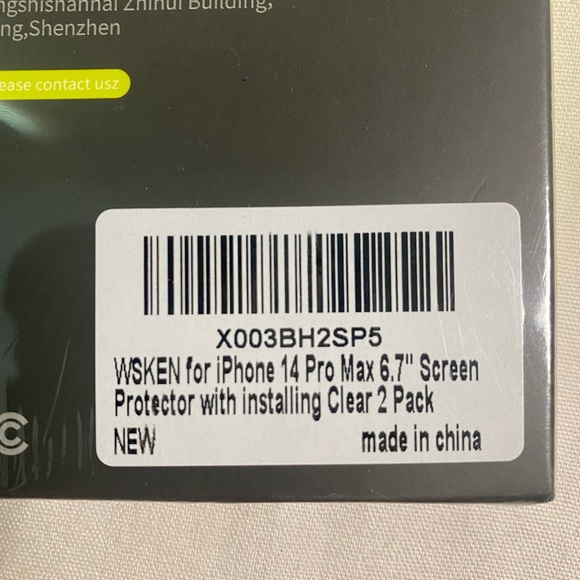 Zhihui Building,
ng,Shenzhen
ease contact usz
X003BH2SP5
WSKEN for iPhone 14 Pro Max 6.7" Screen
Protector with installing Clear 2 Pack
NEW made in china